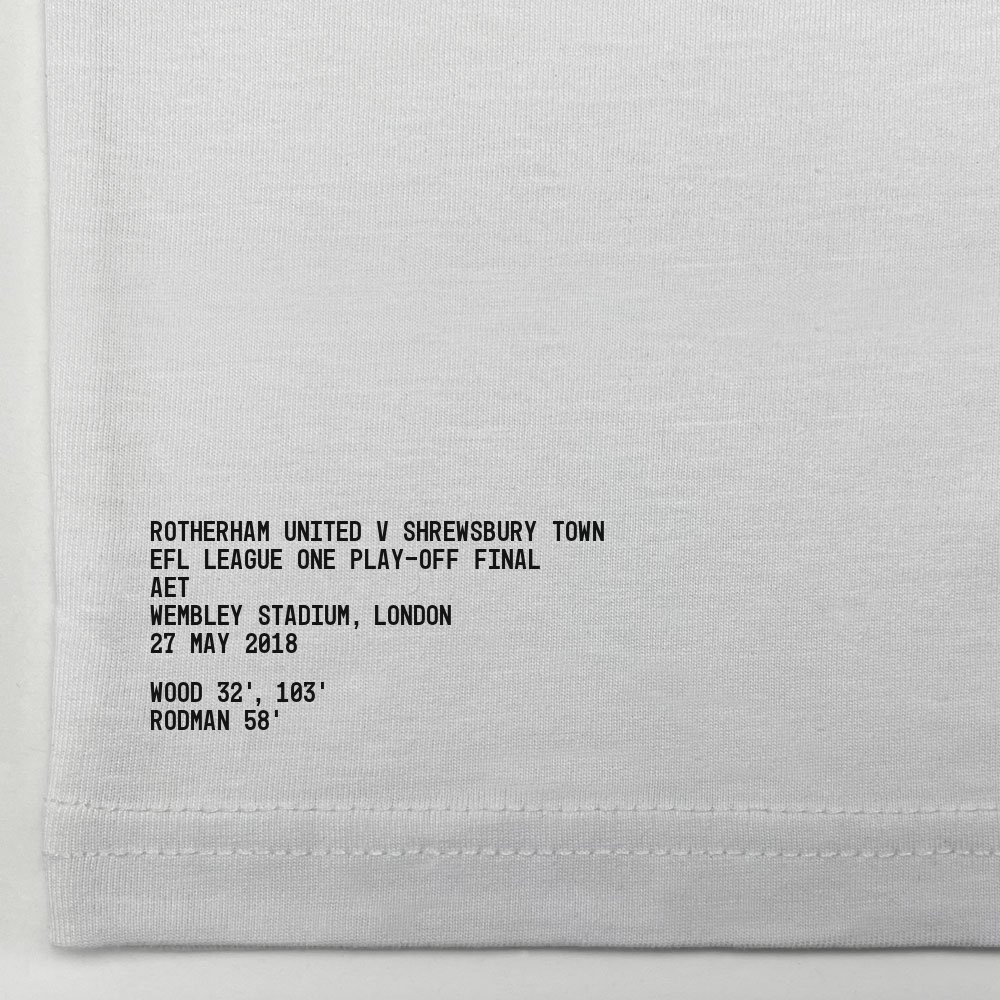 ROTHERHAM UNITED V SHREWSBURY TOWN
EFL LEAGUE ONE PLAY-OFF FINAL
AET
WEMBLEY STADIUM, LONDON
27 MAY 2018
WOOD 32', 103'
RODMAN 58'